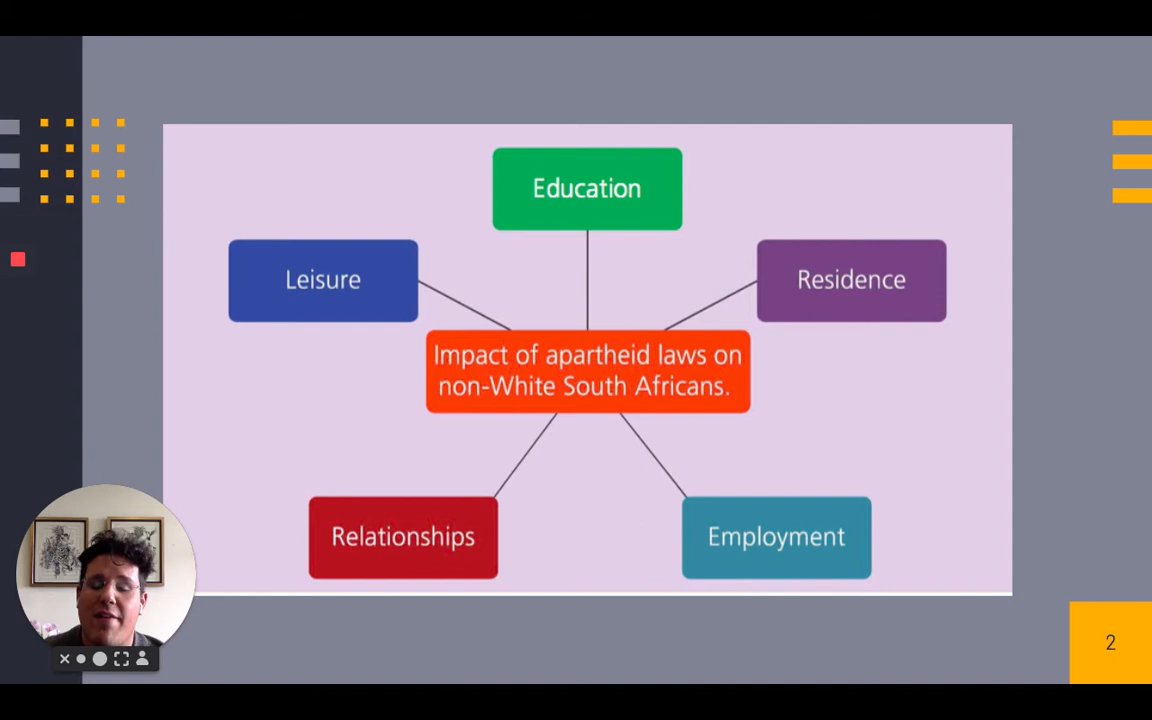 Education
Leisure
Residence
Impact of apartheid laws on
non-White South Africans.
Relationships
Employment
2